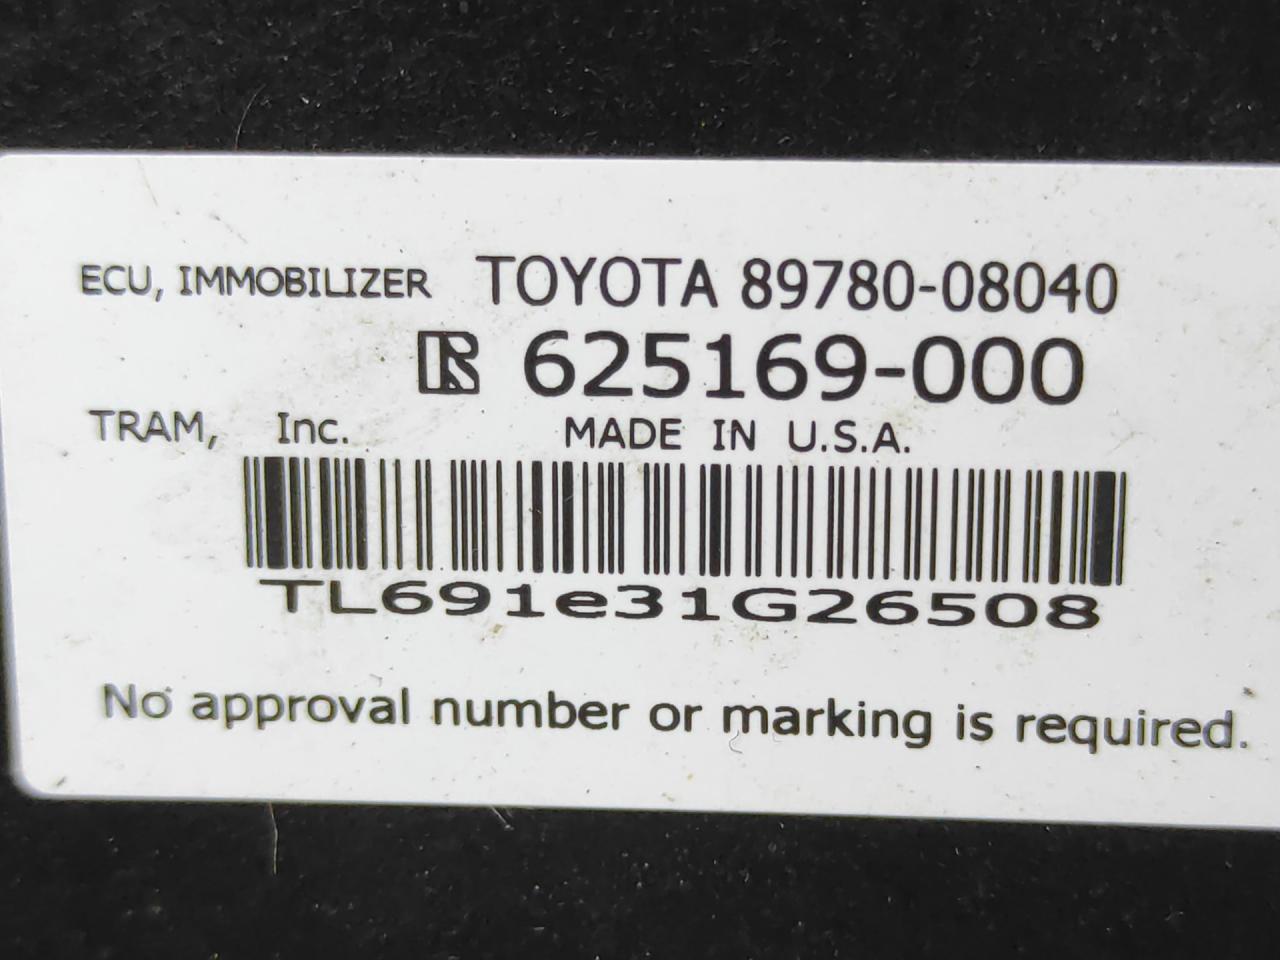 ECU, IMMOBILIZER TOYOTA 89780-08040
R 625169-000
TRAM, Inc. MADE IN U.S.A.
TL691e31G26508
No approval number or marking is required.